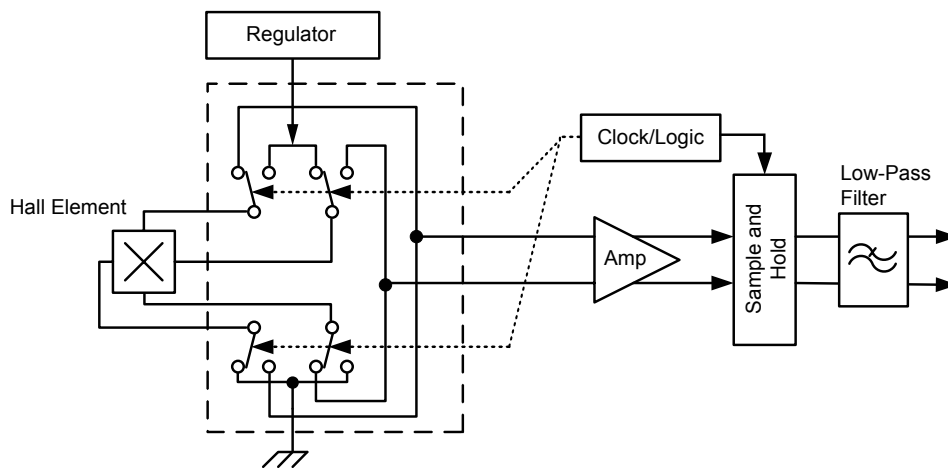 Regulator
Clock/Logic
Low-Pass
Filter
Hall Element
Amp
Sample and
Hold